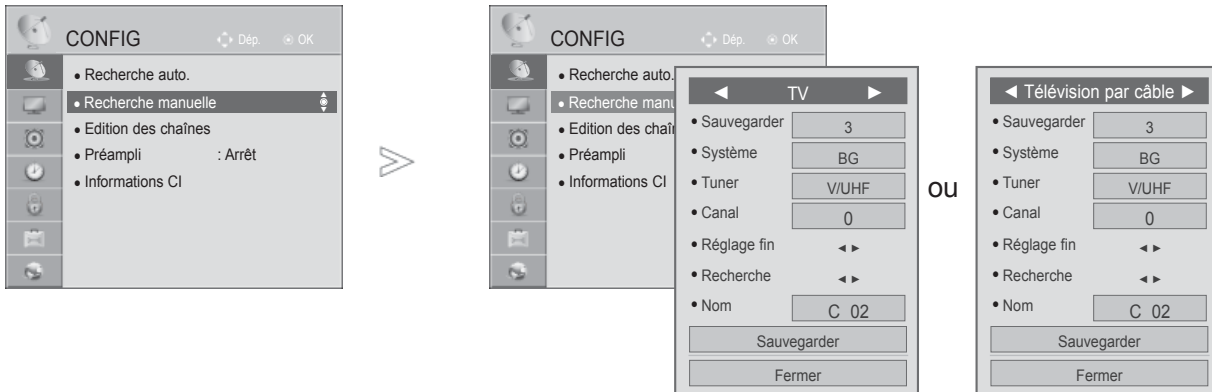 CONFIG
Dép. OK
• Recherche auto.
• Recherche manuelle
• Edition des chaînes
• Préampli : Arrêt
• Informations CI
CONFIG
Dép. OK
• Recherche auto.
• Recherche manu
• Edition des chaî
• Préampli
• Informations CI
◄ TV ►
• Sauvegarder 3
• Système BG
• Tuner V/UHF
• Canal 0
• Réglage fin ◄ ►
• Recherche ◄ ►
• Nom C 02
Sauvegarder
Fermer
ou
◄ Télévision par câble ►
• Sauvegarder 3
• Système BG
• Tuner V/UHF
• Canal 0
• Réglage fin ◄ ►
• Recherche ◄ ►
• Nom C 02
Sauvegarder
Fermer